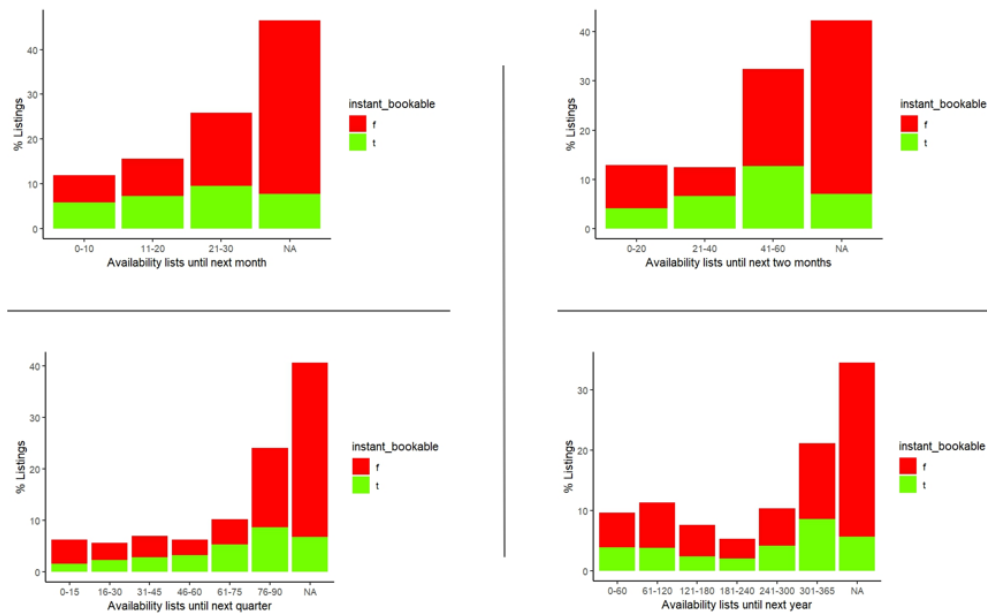 40
30
20
10
0
% Listings
0-10 11-20 21-30 NA
Availability lists until next month
instant_bookable
f
t
40
30
20
10
0
% Listings
0-20 21-40 41-60 NA
Availability lists until next two months
instant_bookable
f
t
40
30
20
10
0
% Listings
0-15 16-30 31-45 46-60 61-75 76-90 NA
Availability lists until next quarter
instant_bookable
f
t
30
20
10
0
% Listings
0-60 61-120 121-180 181-240 241-300 301-365 NA
Availability lists until next year
instant_bookable
f
t